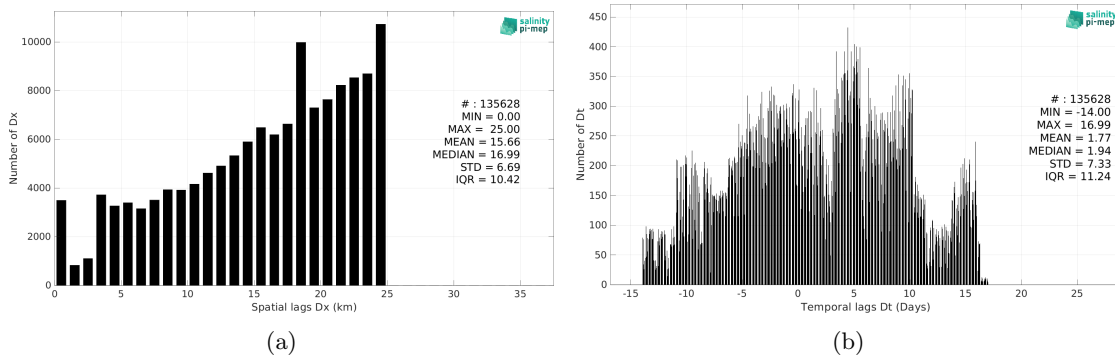 salinity
pi-mep
Number of Dx
10000
8000
6000
4000
2000
0
# : 135628
MIN = 0.00
MAX = 25.00
MEAN = 15.66
MEDIAN = 16.99
STD = 6.69
IQR = 10.42
0 5 10 15 20 25 30 35
Spatial lags Dx (km)
(a)
salinity
pi-mep
Number of Dt
450
400
350
300
250
200
150
100
50
0
# : 135628
MIN = -14.00
MAX = 16.99
MEAN = 1.77
MEDIAN = 1.94
STD = 7.33
IQR = 11.24
-15 -10 -5 0 5 10 15 20 25
Temporal lags Dt (Days)
(b)